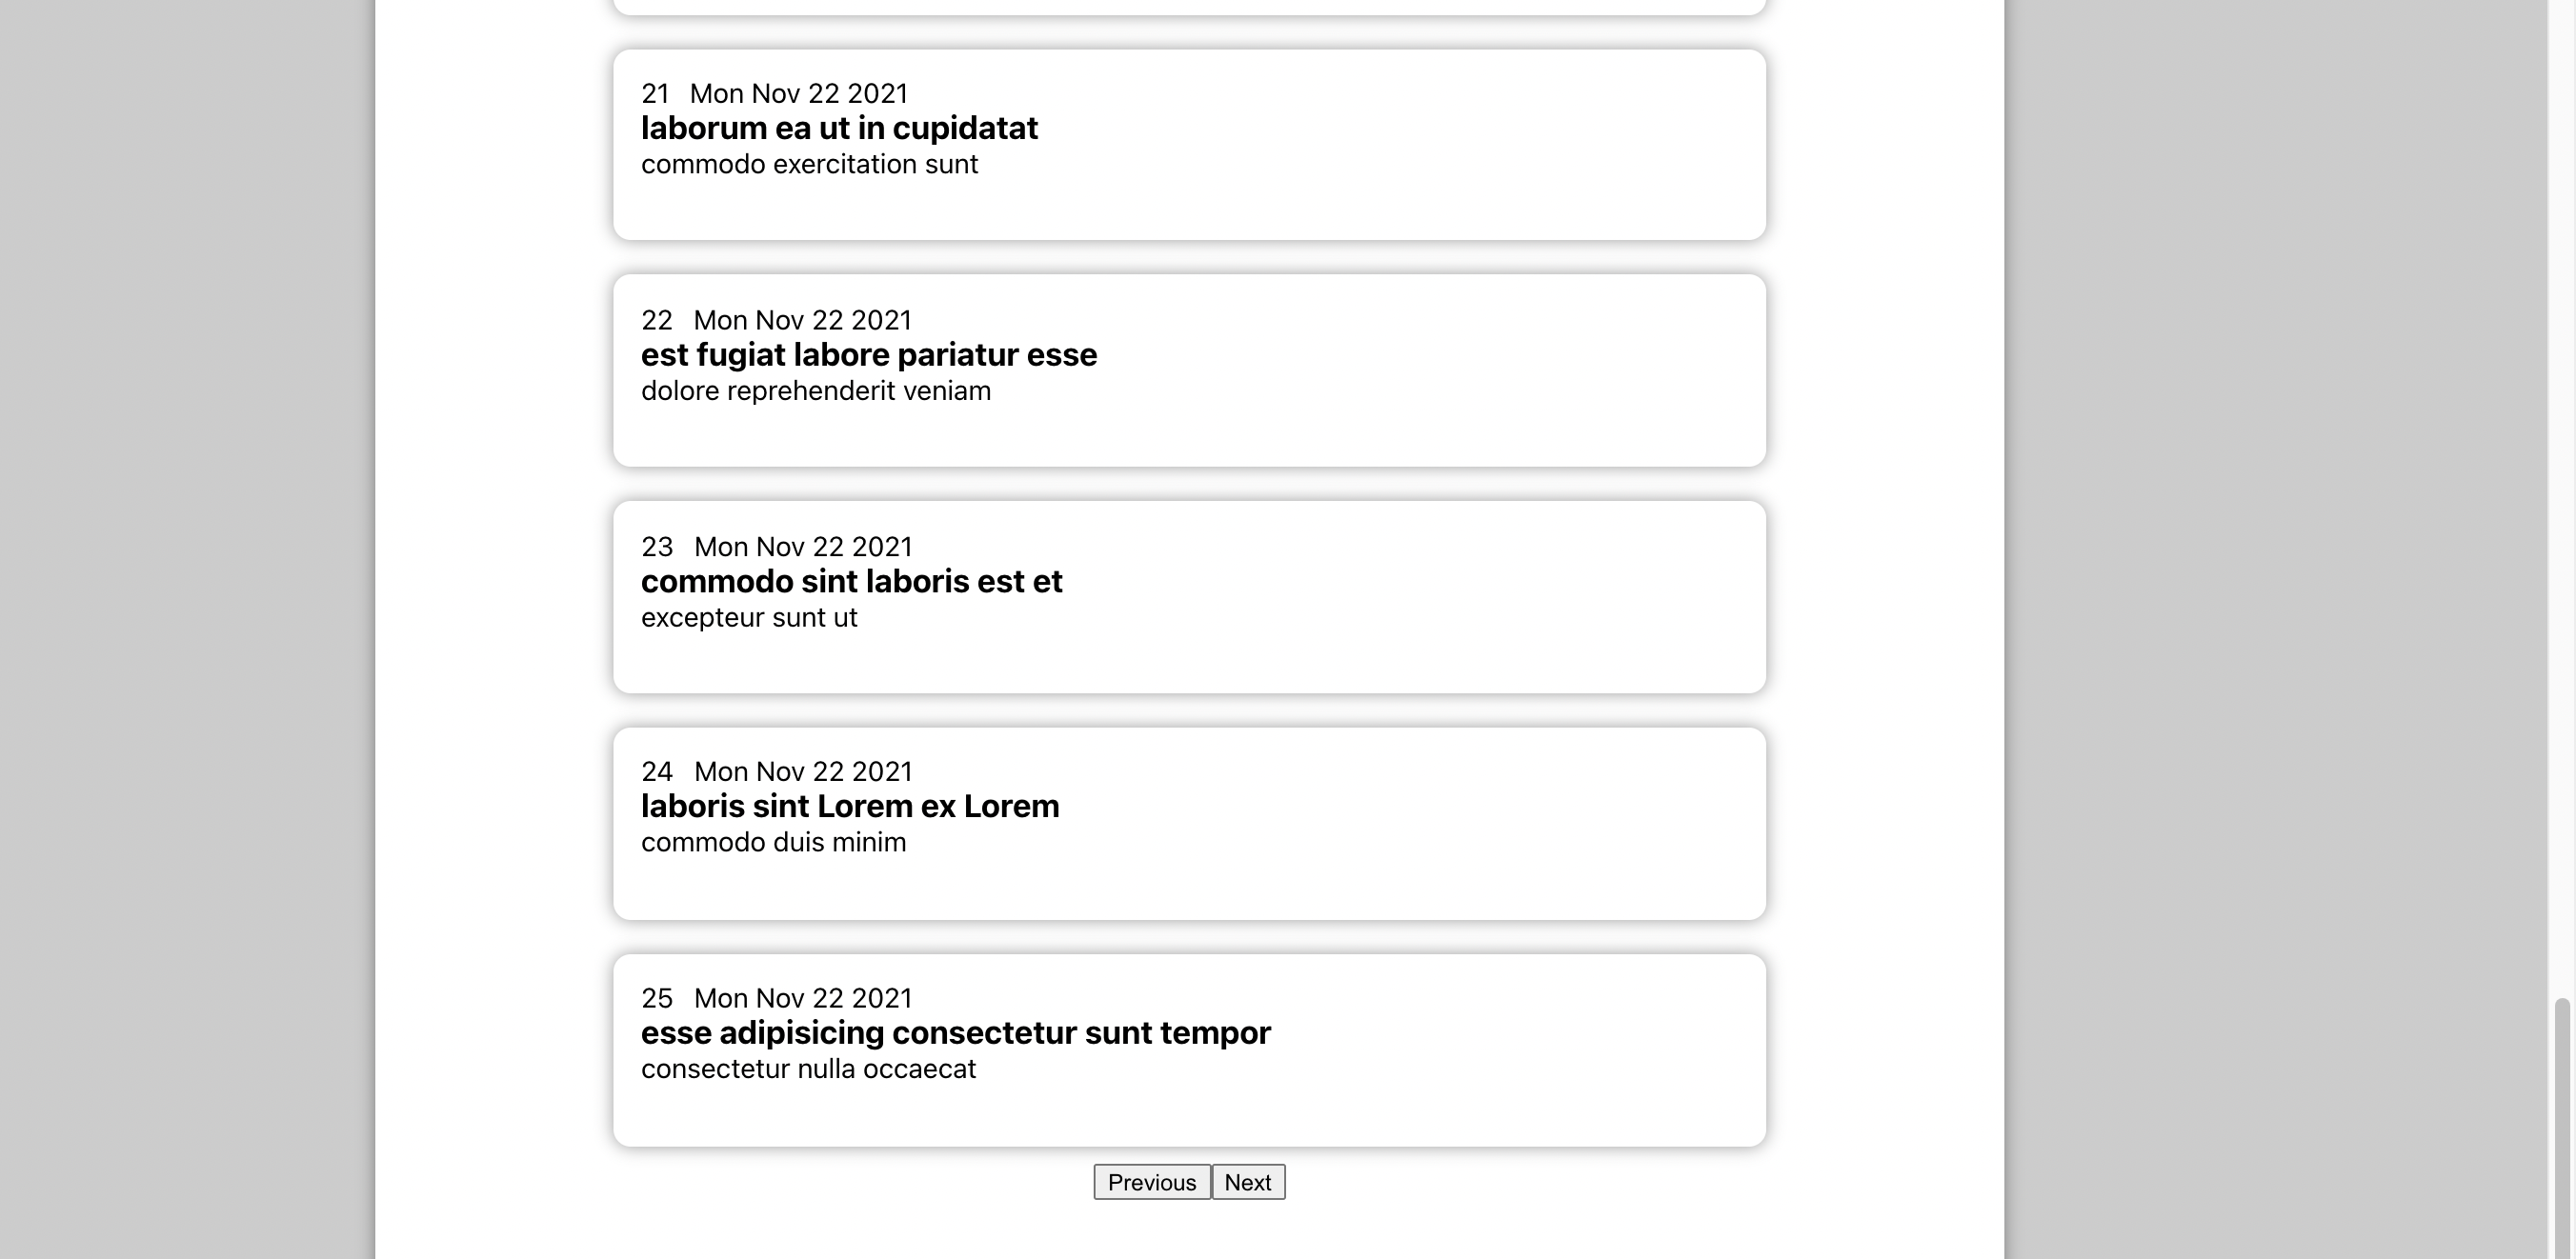 21 Mon Nov 22 2021
laborum ea ut in cupidatat
commodo exercitation sunt
22 Mon Nov 22 2021
est fugiat labore pariatur esse
dolore reprehenderit veniam
23 Mon Nov 22 2021
commodo sint laboris est et
excepteur sunt ut
24 Mon Nov 22 2021
laboris sint Lorem ex Lorem
commodo duis minim
25 Mon Nov 22 2021
esse adipisicing consectetur sunt tempor
consectetur nulla occaecat
Previous Next